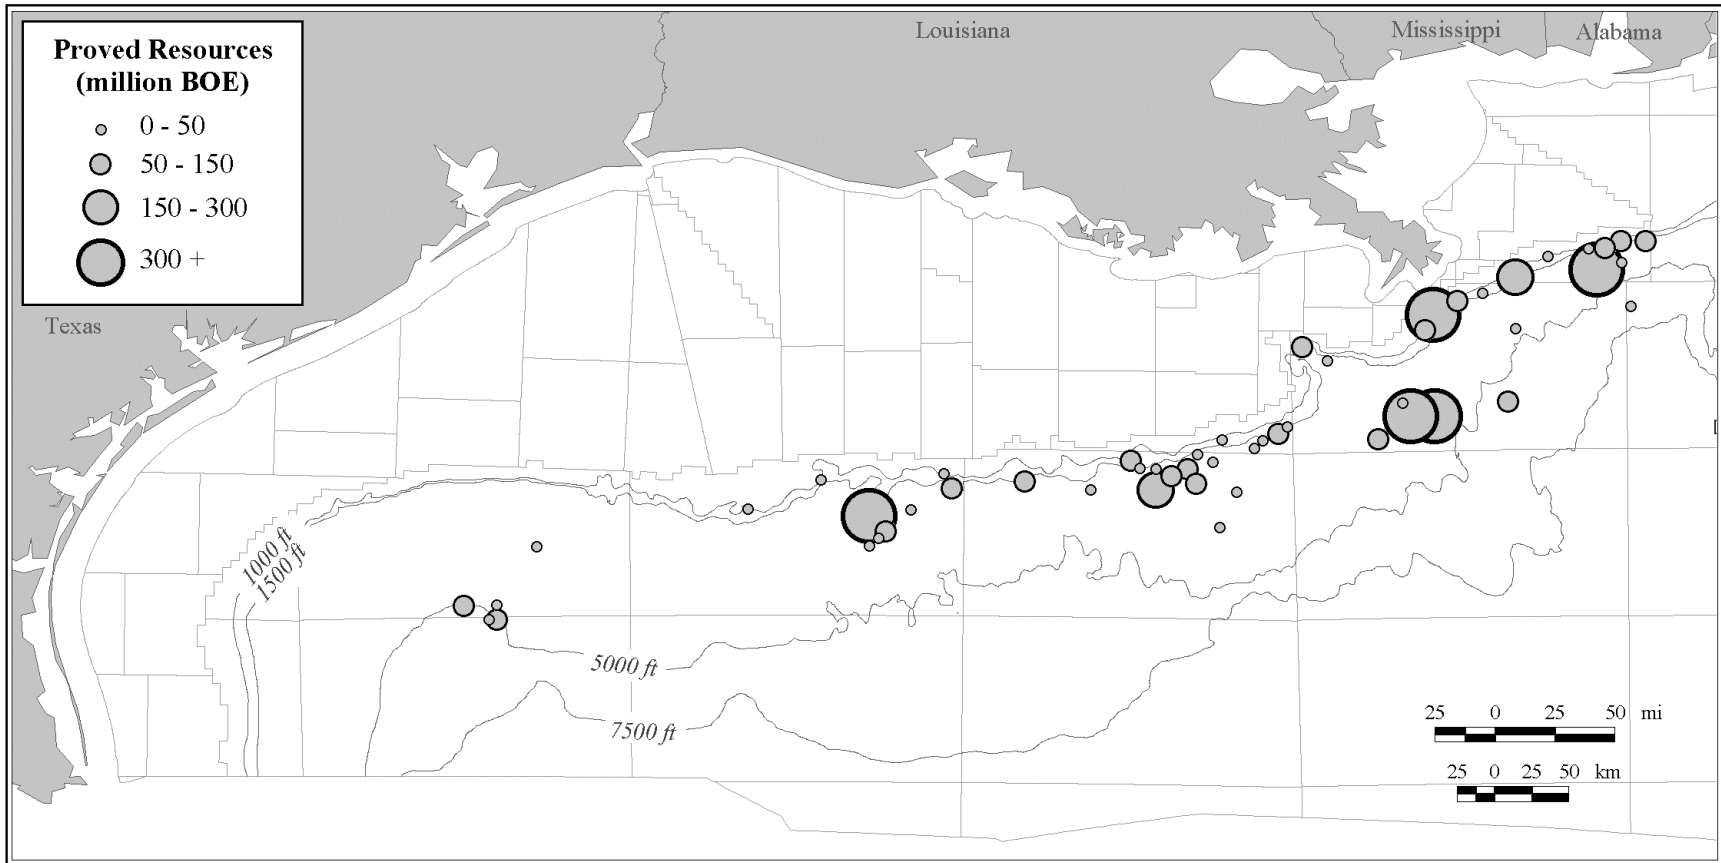 Proved Resources
(million BOE)
0 - 50
50 - 150
150 - 300
300 +
Louisiana
Mississippi
Alabama
Texas
1000 ft
1500 ft
5000 ft
7500 ft
25 0 25 50 mi
25 0 25 50 km